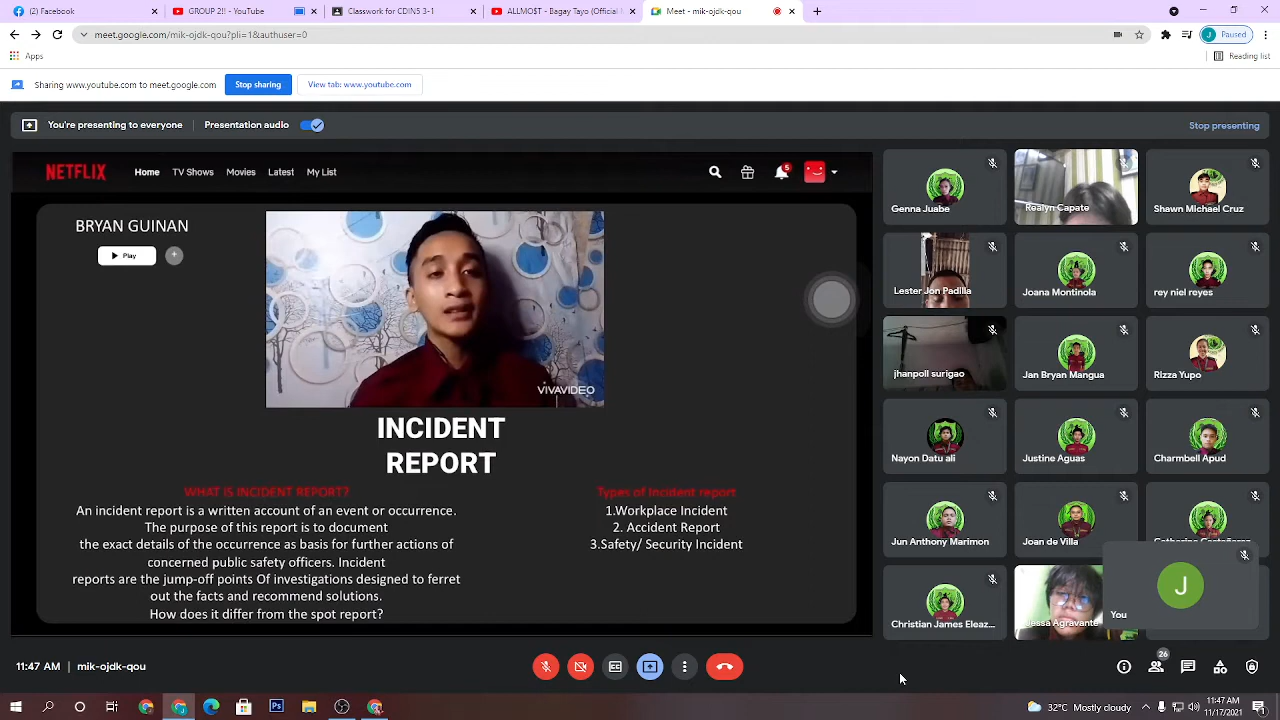 (2) Facebook
GROUP 2!! - YouTube
Classwork for CDIN5 3-1
ALLMO$T - Bagay Tayo (Official
Meet - mik-ojdk-qou
meet.google.com/mik-ojdk-qou?pli=1&authuser=0
J Paused
Apps
Reading list
Sharing www.youtube.com to meet.google.com
Stop sharing
View tab: www.youtube.com
You're presenting to everyone
Presentation audio
Stop presenting
NETFLIX Home TV Shows Movies Latest My List
5
BRYAN GUINAN
Play
+
VIVAVIDEO
INCIDENT
REPORT
WHAT IS INCIDENT REPORT?
An incident report is a written account of an event or occurrence.
The purpose of this report is to document
the exact details of the occurrence as basis for further actions of
concerned public safety officers. Incident
reports are the jump-off points Of investigations designed to ferret
out the facts and recommend solutions.
How does it differ from the spot report?
Types of Incident report
1.Workplace Incident
2. Accident Report
3.Safety/ Security Incident
Genna Juabe
Realyn Capate
Shawn Michael Cruz
Lester Jon Padilla
Joana Montinola
rey niel reyes
jhanpoll surigao
Jan Bryan Mangua
Rizza Yupo
Nayon Datu ali
Justine Aguas
Charmbell Apud
Jun Anthony Marimon
Joan de Villa
Christian James Eleaz...
Agravante
J
You
11:47 AM | mik-ojdk-qou
26
Ps
33°C
11:47 AM
11/17/2021